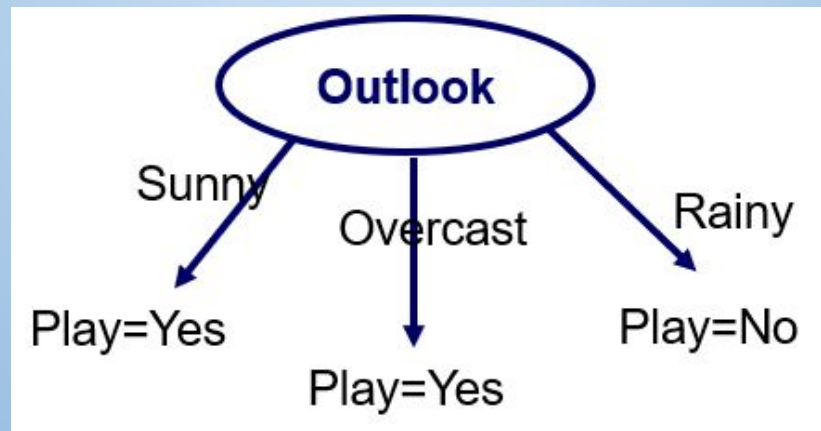 Outlook
Sunny
Overcast
Rainy
Play=Yes
Play=Yes
Play=No